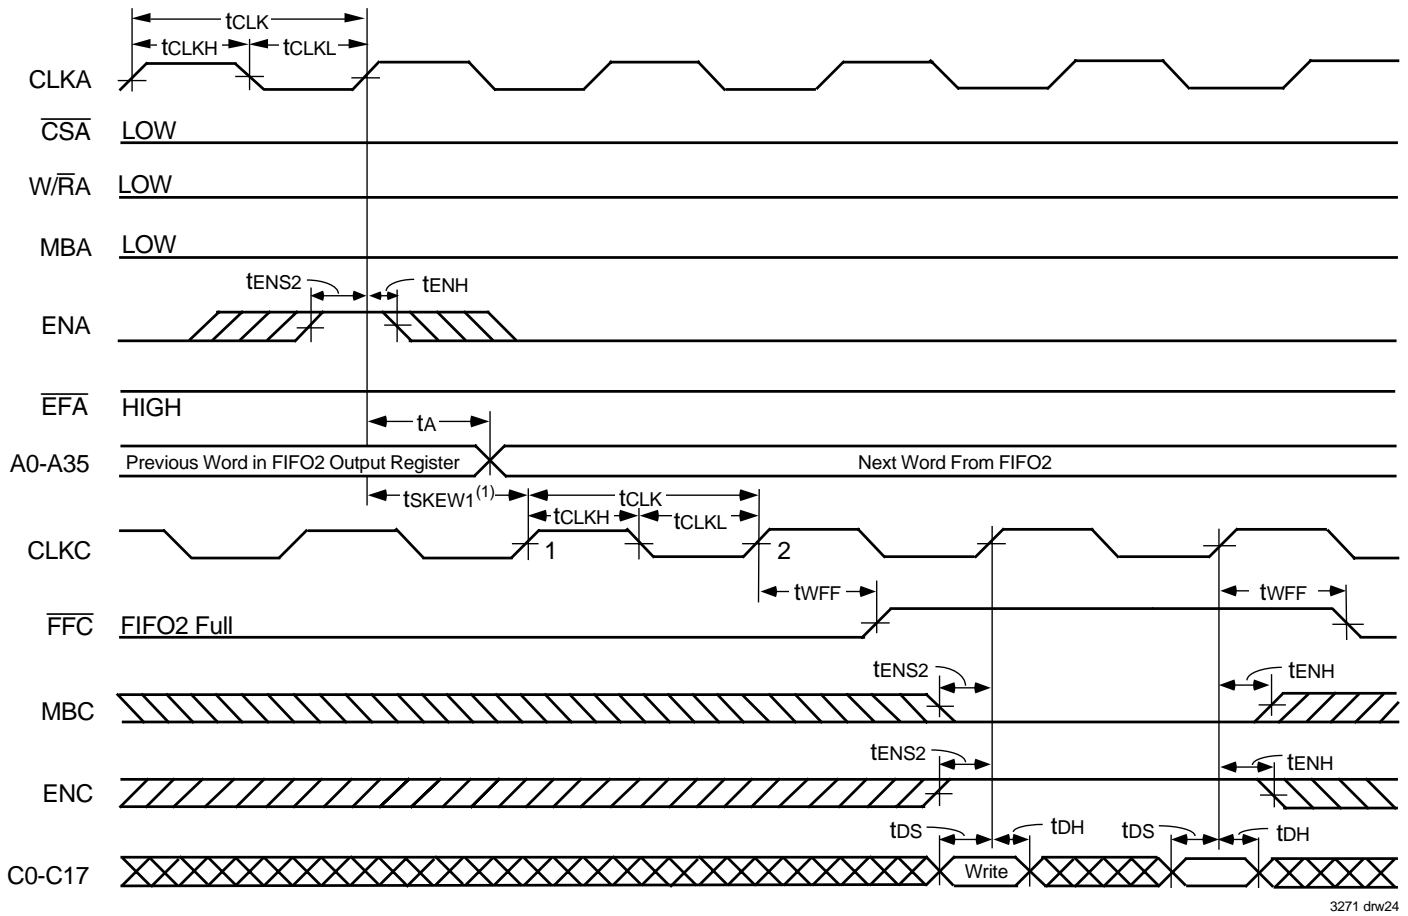 tCLK
tCLKH
tCLKL
CLKA
CSA
LOW
W/RA
LOW
MBA
LOW
tENS2
tENH
ENA
EFA
HIGH
tA
A0-A35
Previous Word in FIFO2 Output Register
Next Word From FIFO2
tSKEW1(1)
tCLK
tCLKH
tCLKL
CLKC
1
2
tWFF
tWFF
FFC
FIFO2 Full
tENS2
tENH
MBC
tENS2
tENH
ENC
tDS
tDH
tDS
tDH
C0-C17
Write
3271 drw24